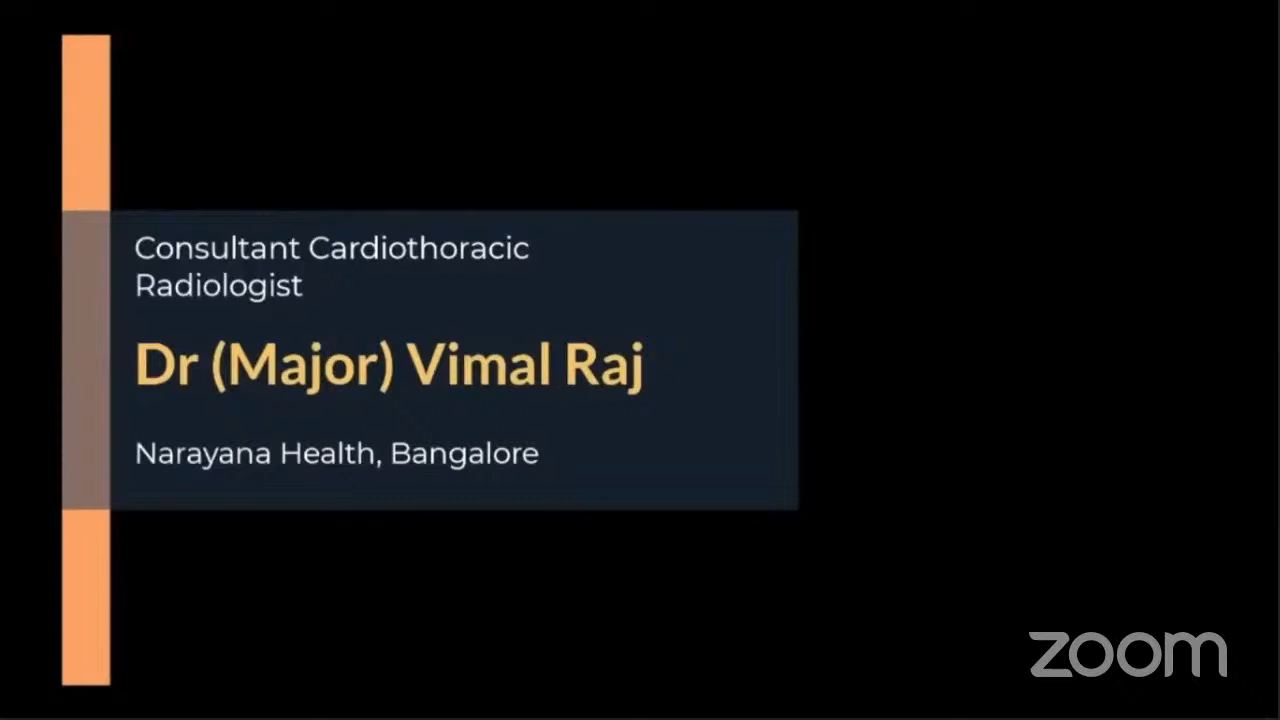 Consultant Cardiothoracic
Radiologist
Dr (Major) Vimal Raj
Narayana Health, Bangalore
zoom